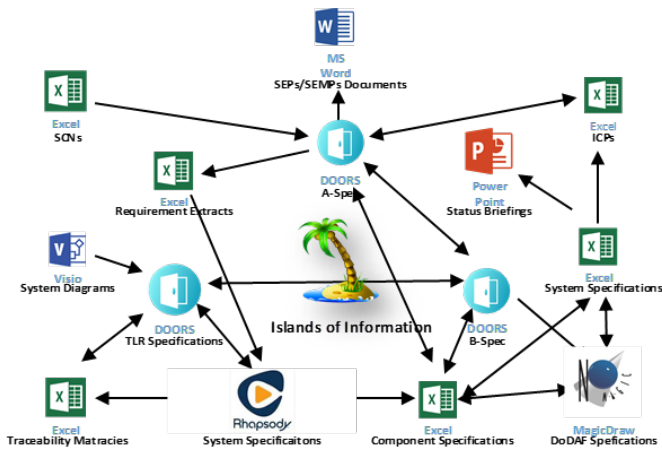 MS
Word
SEPs/SEMPs Documents
Excel
SCNs
Excel
ICPs
DOORS
A-Spec
Excel
Requirement Extracts
Power
Point
Status Briefings
Visio
System Diagrams
DOORS
TLR Specifications
Islands of Information
DOORS
B-Spec
Excel
System Specifications
Excel
Traceability Matracies
Rhapsody
System Specificaitons
Excel
Component Specifications
MagicDraw
DoDAF Spefications